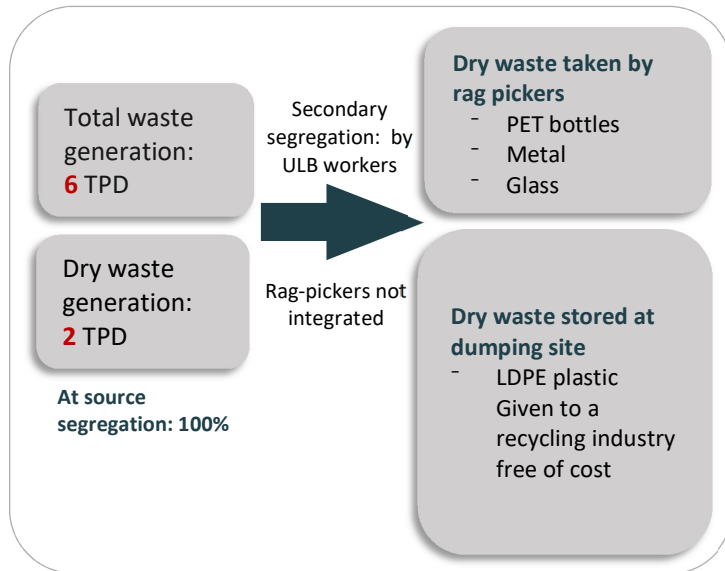 Total waste
generation:
6 TPD
Dry waste
generation:
2 TPD
At source
segregation: 100%
Secondary
segregation:  by
ULB workers
Rag-pickers not
integrated
Dry waste taken by
rag pickers
- PET bottles
- Metal
- Glass
Dry waste stored at
dumping site
- LDPE plastic
Given to a
recycling industry
free of cost